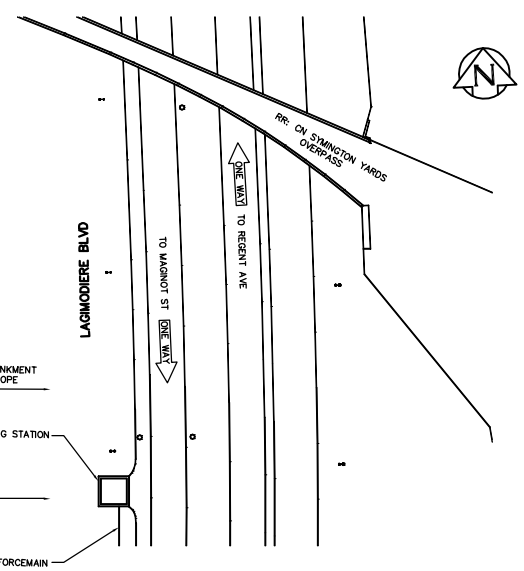 N
RR: CN SYMINGTON YARDS
OVERPASS
ONE WAY TO REGENT AVE
LAGIMODIERE BLVD
TO MAGINOT ST ONE WAY
NKMENT
OPE
G STATION
FORCEMAIN